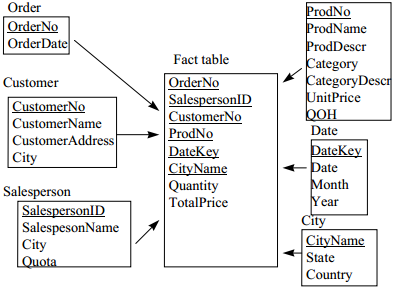 Order
OrderNo
OrderDate
Customer
CustomerNo
CustomerName
CustomerAddress
City
Salesperson
SalespersonID
SalespesonName
City
Quota
Fact table
OrderNo
SalespersonID
CustomerNo
ProdNo
DateKey
CityName
Quantity
TotalPrice
ProdNo
ProdName
ProdDescr
Category
CategoryDescr
UnitPrice
QOH
Date
DateKey
Date
Month
Year
City
CityName
State
Country